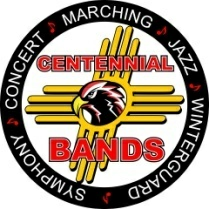 SYMPHONY CONCERT MARCHING JAZZ WINTERGUARD
CENTENNIAL
BANDS